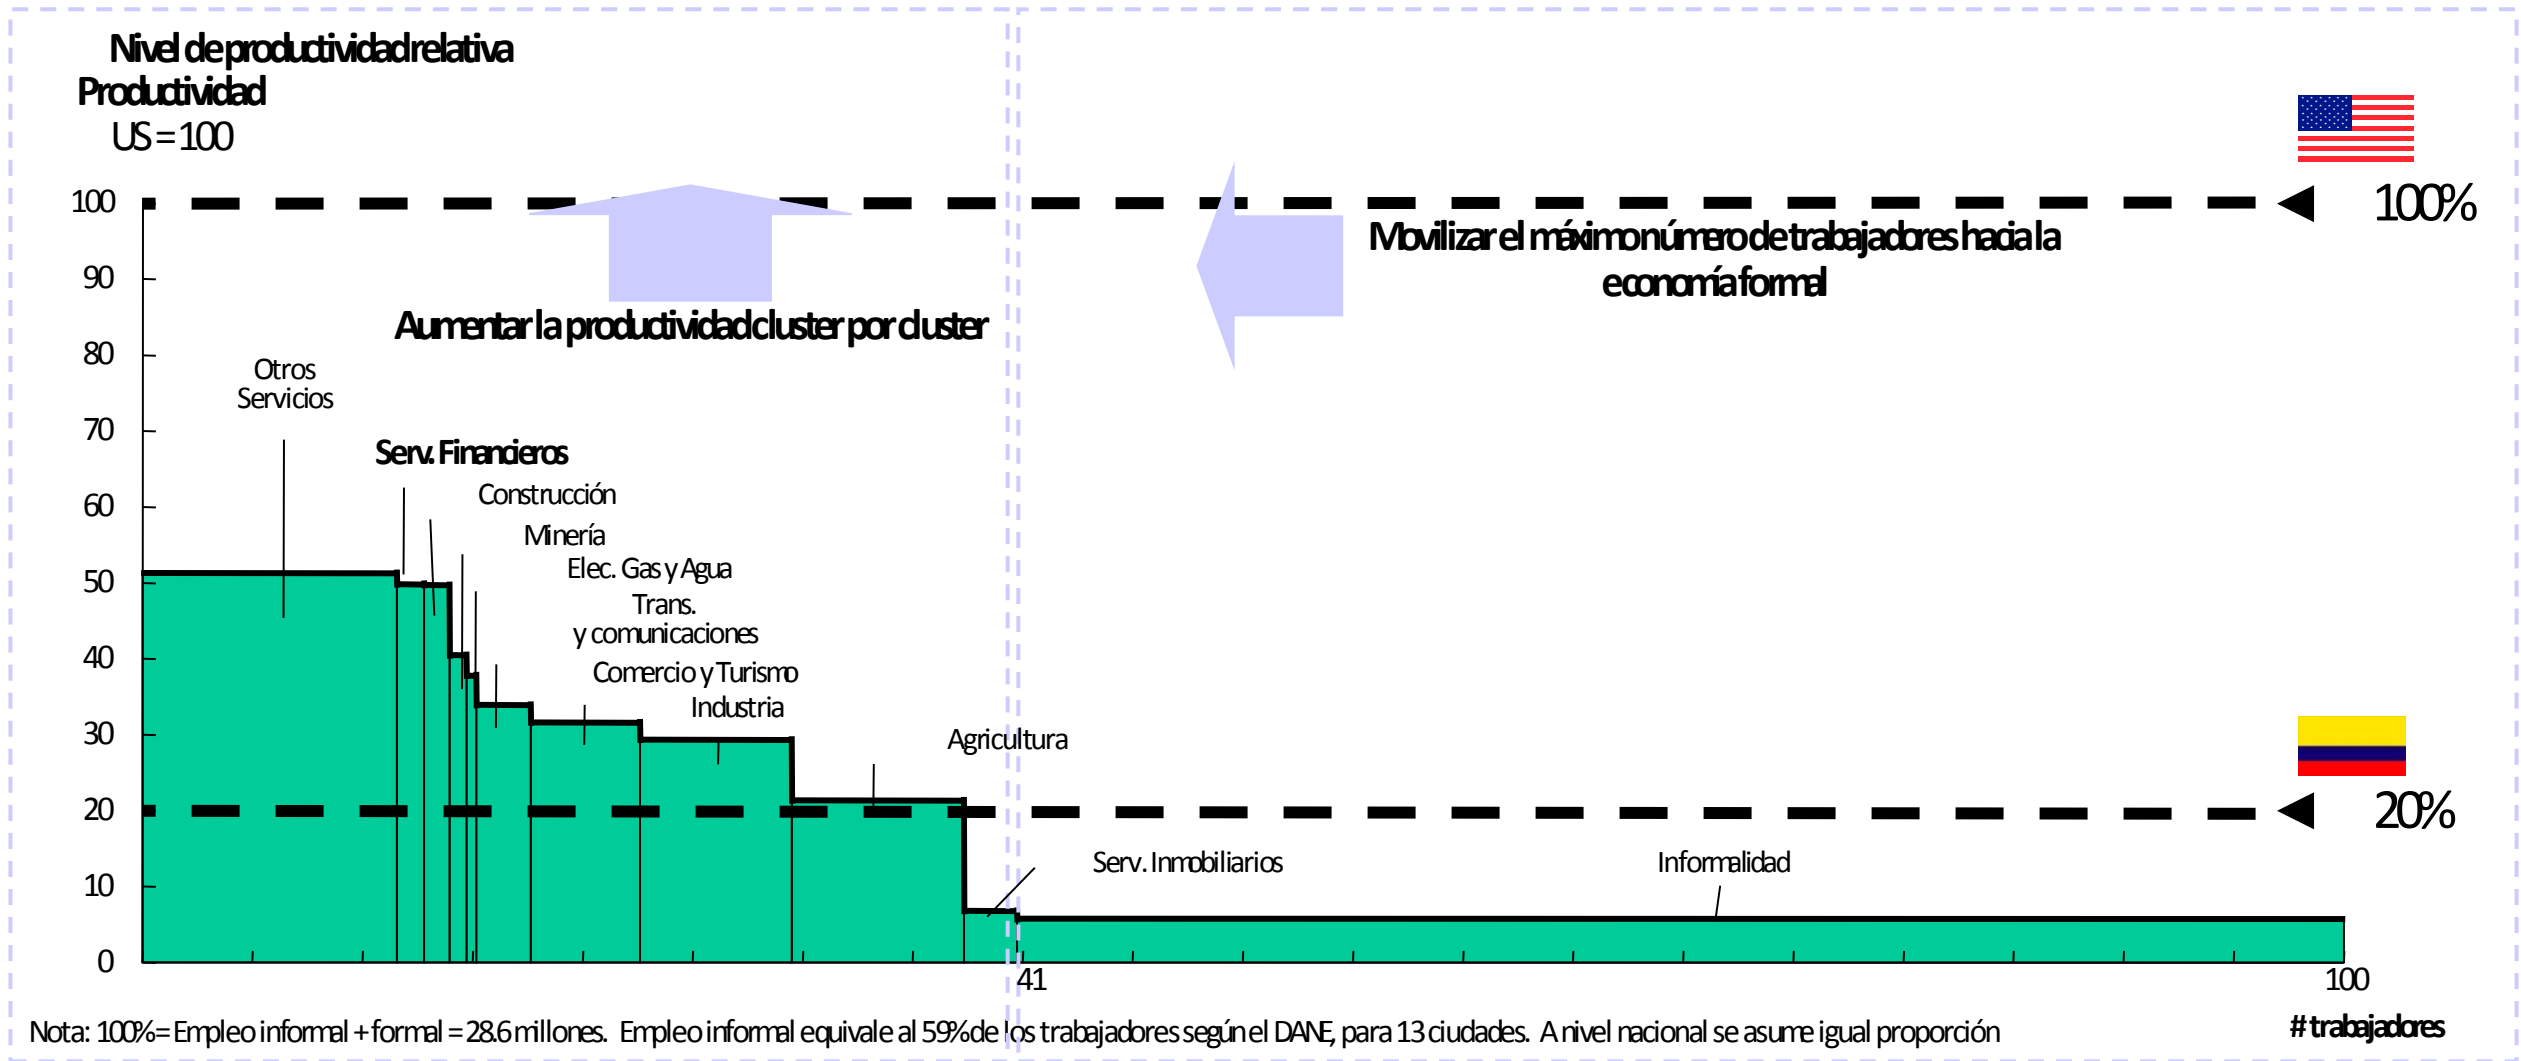 Nivel de productividad relativa
Productividad
US = 100
100
90
80
70
60
50
40
30
20
10
0
100%
Movilizar el máximo número de trabajadores hacia la
economía formal
Aumentar la productividad cluster por cluster
Otros
Servicios
Serv. Financieros
Construcción
Minería
Elec. Gas y Agua
Trans.
y comunicaciones
Comercio y Turismo
Industria
Agricultura
20%
Serv. Inmobiliarios
Informalidad
41
100
# trabajadores
Nota: 100% = Empleo informal + formal = 28.6 millones. Empleo informal equivale al 59% de los trabajadores según el DANE, para 13 ciudades. A nivel nacional se asume igual proporción